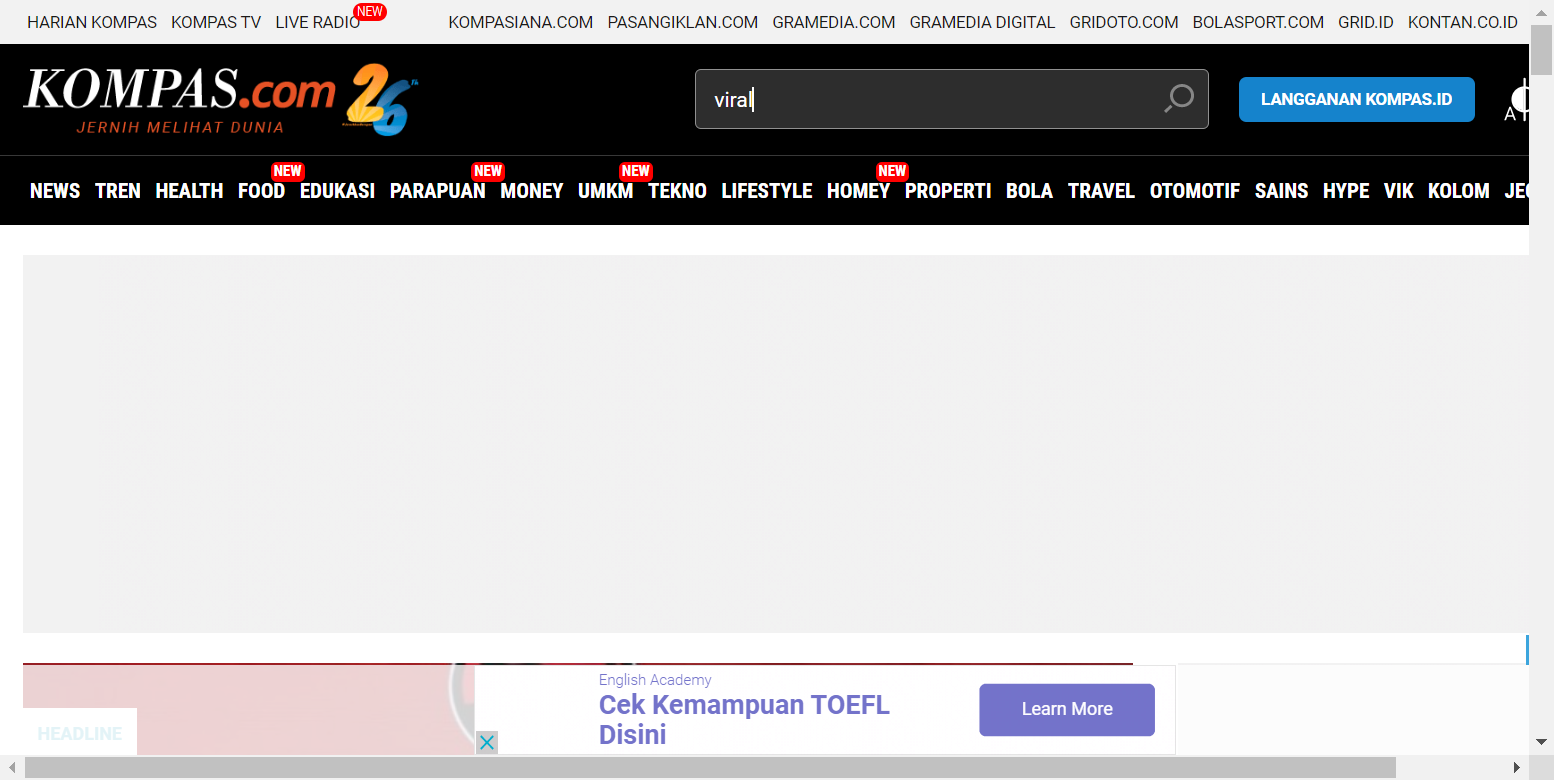 HARIAN KOMPAS KOMPAS TV LIVE RADIO NEW KOMPASIANA.COM PASANGIKLAN.COM GRAMEDIA.COM GRAMEDIA DIGITAL GRIDOTO.COM BOLASPORT.COM GRID.ID KONTAN.CO.ID
KOMPAS.com 26
JERNIH MELIHAT DUNIA
viral
LANGGANAN KOMPAS.ID
A
NEW NEW NEW NEW
NEWS TREN HEALTH FOOD EDUKASI PARAPUAN MONEY UMKM TEKNO LIFESTYLE HOMEY PROPERTI BOLA TRAVEL OTOMOTIF SAINS HYPE VIK KOLOM
HEADLINE
English Academy
Cek Kemampuan TOEFL
Disini
Learn More